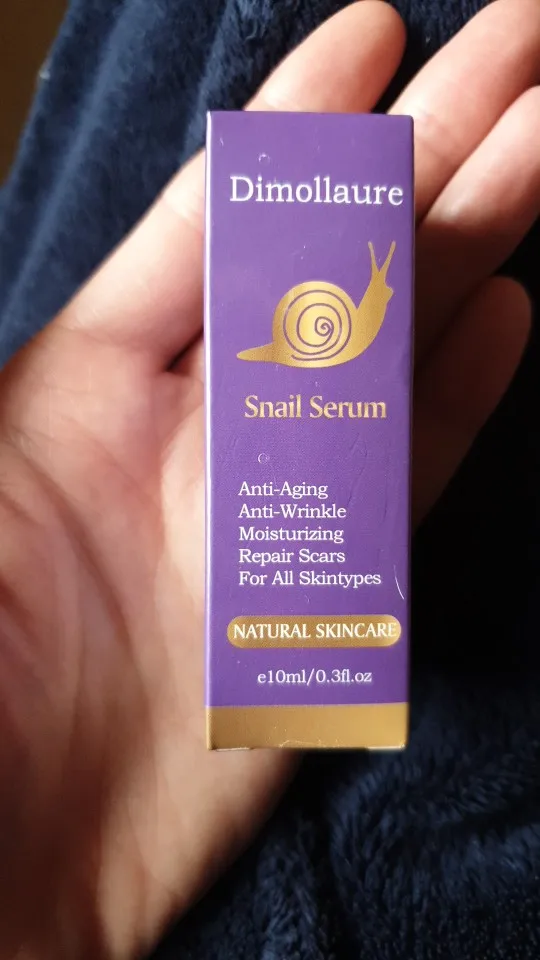 Dimollaure
Snail Serum
Anti-Aging
Anti-Wrinkle
Moisturizing
Repair Scars
For All Skintypes
NATURAL SKINCARE
e10ml/0.3fl.oz